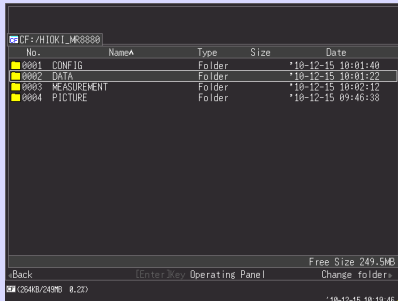 CF CF:/HIOKI_MR8880
No. Name∧ Type Size Date
0001 CONFIG Folder '10-12-15 10:01:40
0002 DATA Folder '10-12-15 10:01:22
0003 MEASUREMENT Folder '10-12-15 10:02:12
0004 PICTURE Folder '10-12-15 09:46:38
Free Size 249.5MB
«Back [Enter]Key Operating Panel Change folder»
CF (264KB/249MB 0.2%)
'10-12-15 10:19:46